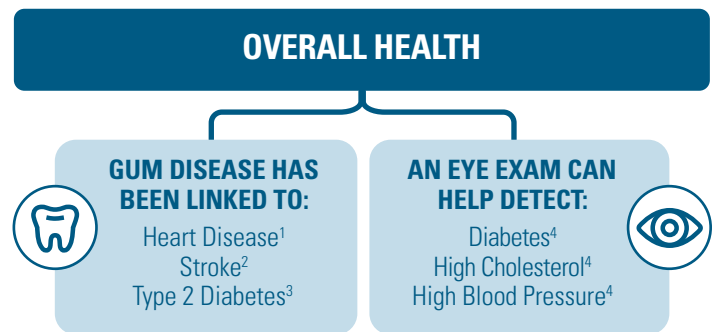 OVERALL HEALTH
GUM DISEASE HAS
BEEN LINKED TO:
Heart Disease¹
Stroke²
Type 2 Diabetes³
AN EYE EXAM CAN
HELP DETECT:
Diabetes⁴
High Cholesterol⁴
High Blood Pressure⁴